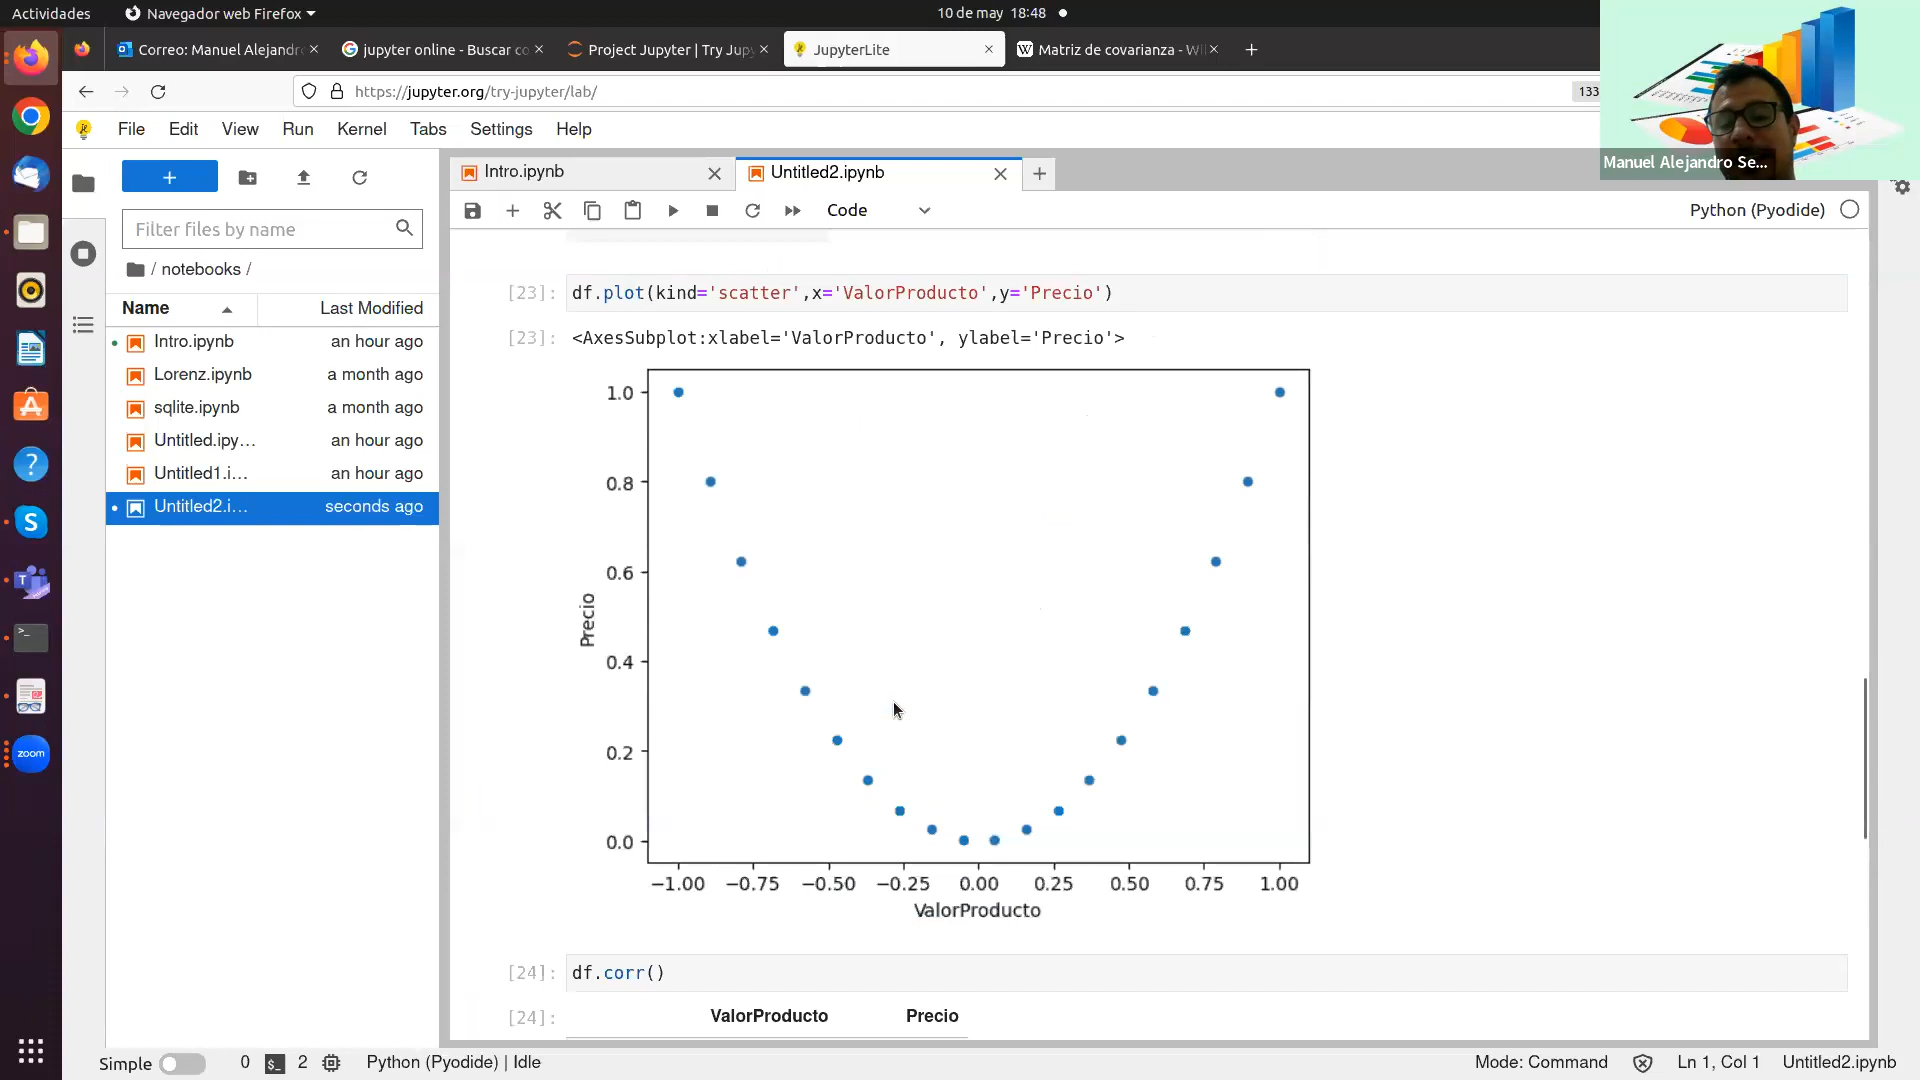 Actividades
Navegador web Firefox
10 de may 18:48
Correo: Manuel Alejandr
jupyter online - Buscar co
Project Jupyter | Try Jup
JupyterLite
Matriz de covarianza - W
https://jupyter.org/try-jupyter/lab/
133
Manuel Alejandro Se...
File Edit View Run Kernel Tabs Settings Help
Filter files by name
/ notebooks /
Name Last Modified
Intro.ipynb an hour ago
Lorenz.ipynb a month ago
sqlite.ipynb a month ago
Untitled.ipy… an hour ago
Untitled1.i… an hour ago
Untitled2.i… seconds ago
Intro.ipynb
Untitled2.ipynb
Code
Python (Pyodide)
[23]: df.plot(kind='scatter',x='ValorProducto',y='Precio')
[23]: <AxesSubplot:xlabel='ValorProducto', ylabel='Precio'>
1.0
0.8
0.6
0.4
0.2
0.0
Precio
−1.00 −0.75 −0.50 −0.25 0.00 0.25 0.50 0.75 1.00
ValorProducto
[24]: df.corr()
[24]: ValorProducto Precio
zoom
Simple 0 2 Python (Pyodide) | Idle
Mode: Command Ln 1, Col 1 Untitled2.ipynb